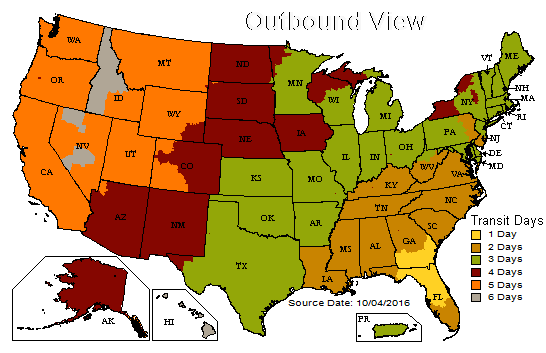 Outbound View
WA
MT
ND
MN
VT
ME
OR
ID
WY
SD
WI
MI
NY
NH
MA
RI
CT
NV
UT
CO
NE
IA
IL
IN
OH
PA
NJ
DE
MD
CA
KS
MO
KY
WV
VA
AZ
NM
OK
AR
TN
NC
SC
TX
LA
MS
AL
GA
FL
Transit Days
1 Day
2 Days
3 Days
4 Days
5 Days
6 Days
Source Date: 10/04/2016
AK
HI
PR